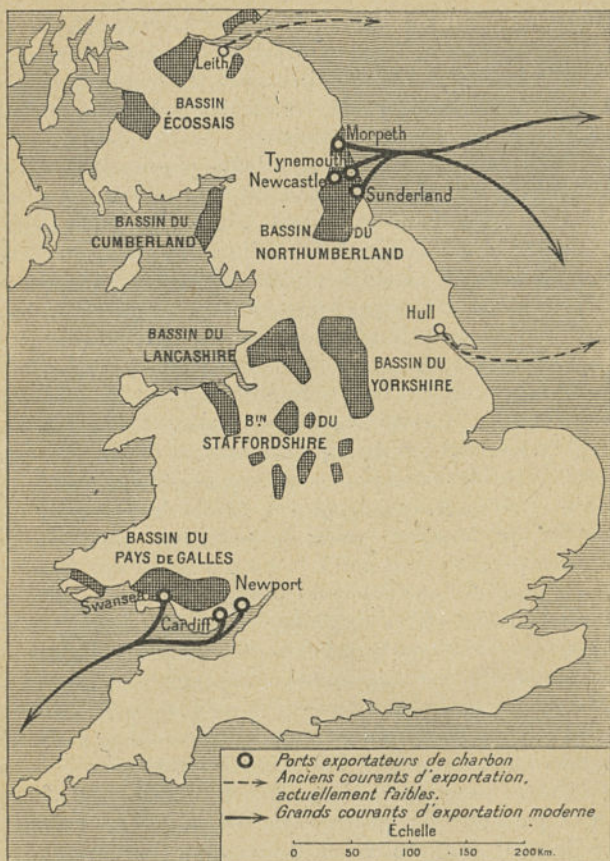 Leith
BASSIN
ÉCOSSAIS
Morpeth
Tynemouth
Newcastle
Sunderland
BASSIN DU
CUMBERLAND
BASSIN DU
NORTHUMBERLAND
Hull
BASSIN DU
LANCASHIRE
BASSIN DU
YORKSHIRE
BIN DU
STAFFORDSHIRE
BASSIN DU
PAYS DE GALLES
Swansea
Newport
Cardiff
Ports exportateurs de charbon
Anciens courants d'exportation,
actuellement faibles.
Grands courants d'exportation moderne
Échelle
0 50 100 150 200 Km.